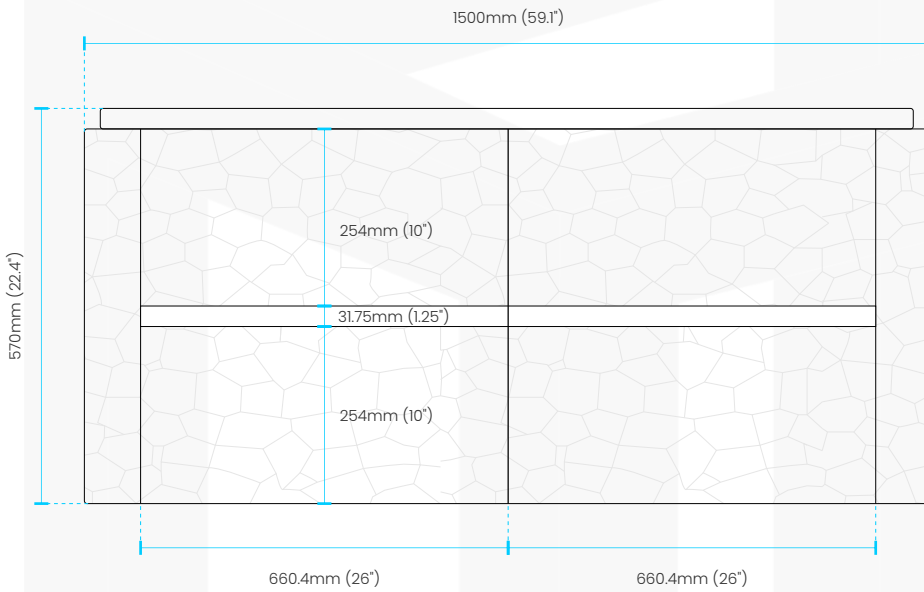 1500mm (59.1")
254mm (10")
570mm (22.4")
31.75mm (1.25")
254mm (10")
660.4mm (26") 660.4mm (26")